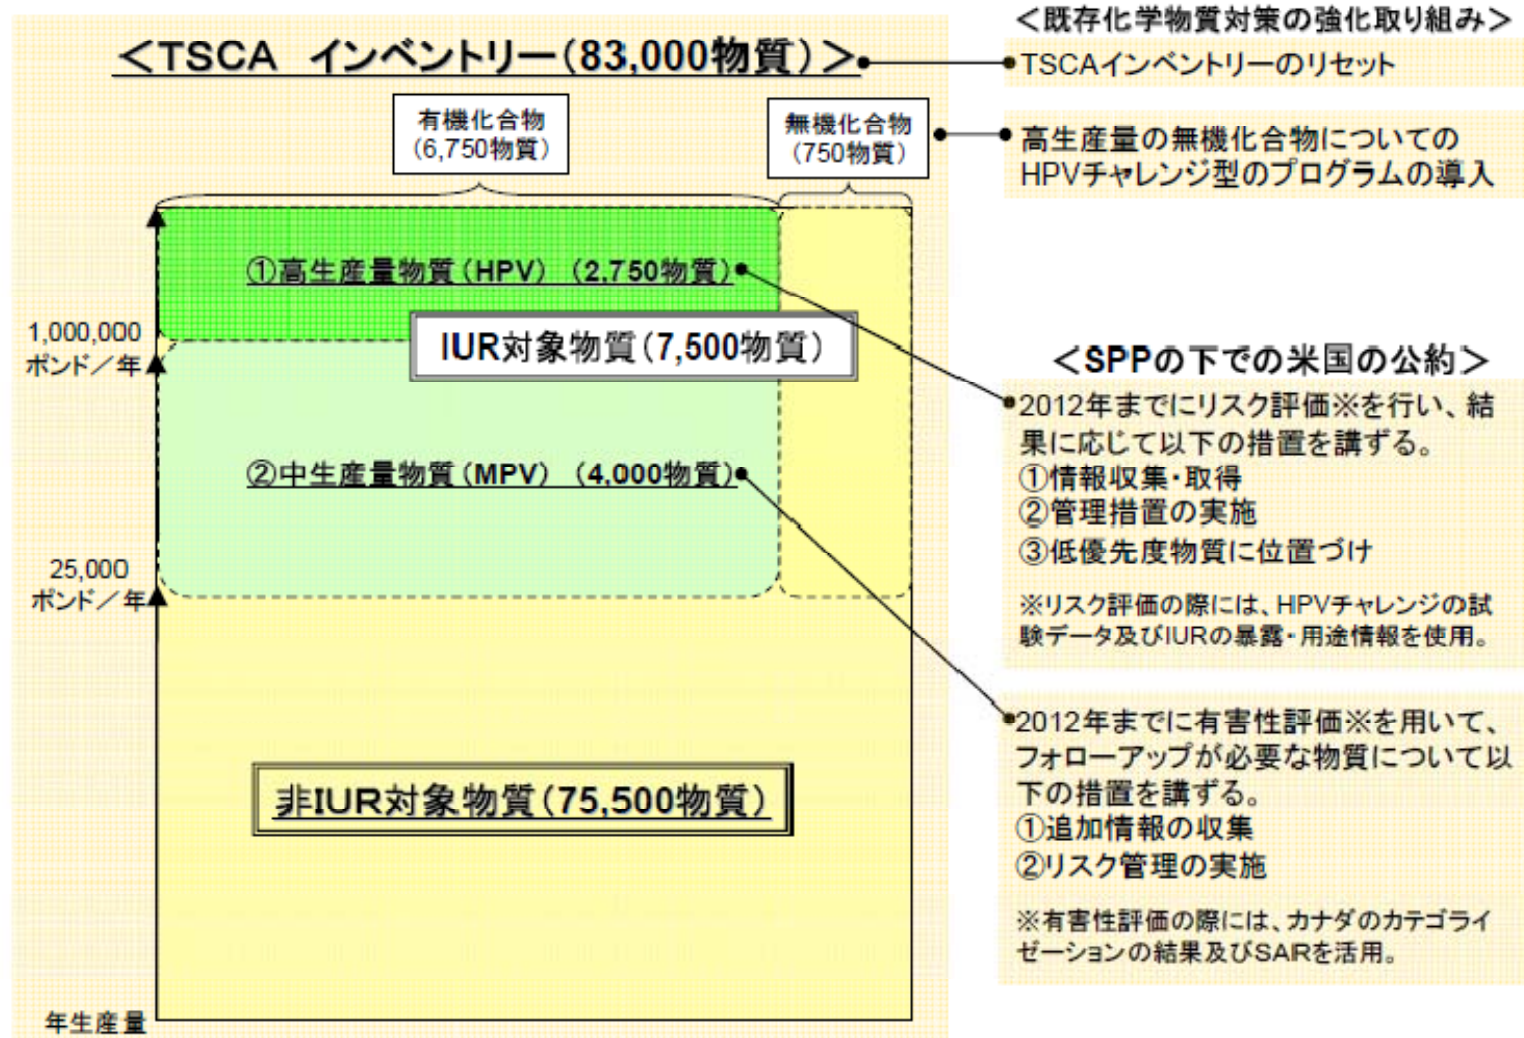 ＜TSCA　インベントリー（83,000物質）＞
有機化合物
（6,750物質）
無機化合物
（750物質）
①高生産量物質（HPV）（2,750物質）
1,000,000
ポンド／年
IUR対象物質（7,500物質）
②中生産量物質（MPV）（4,000物質）
25,000
ポンド／年
非IUR対象物質（75,500物質）
年生産量
＜既存化学物質対策の強化取り組み＞
TSCAインベントリーのリセット
高生産量の無機化合物についての
HPVチャレンジ型のプログラムの導入
＜SPPの下での米国の公約＞
2012年までにリスク評価※を行い、結
果に応じて以下の措置を講ずる。
①情報収集・取得
②管理措置の実施
③低優先度物質に位置づけ
※リスク評価の際には、HPVチャレンジの試
験データ及びIURの暴露・用途情報を使用。
2012年までに有害性評価※を用いて、
フォローアップが必要な物質について以
下の措置を講ずる。
①追加情報の収集
②リスク管理の実施
※有害性評価の際には、カナダのカテゴライ
ゼーションの結果及びSARを活用。